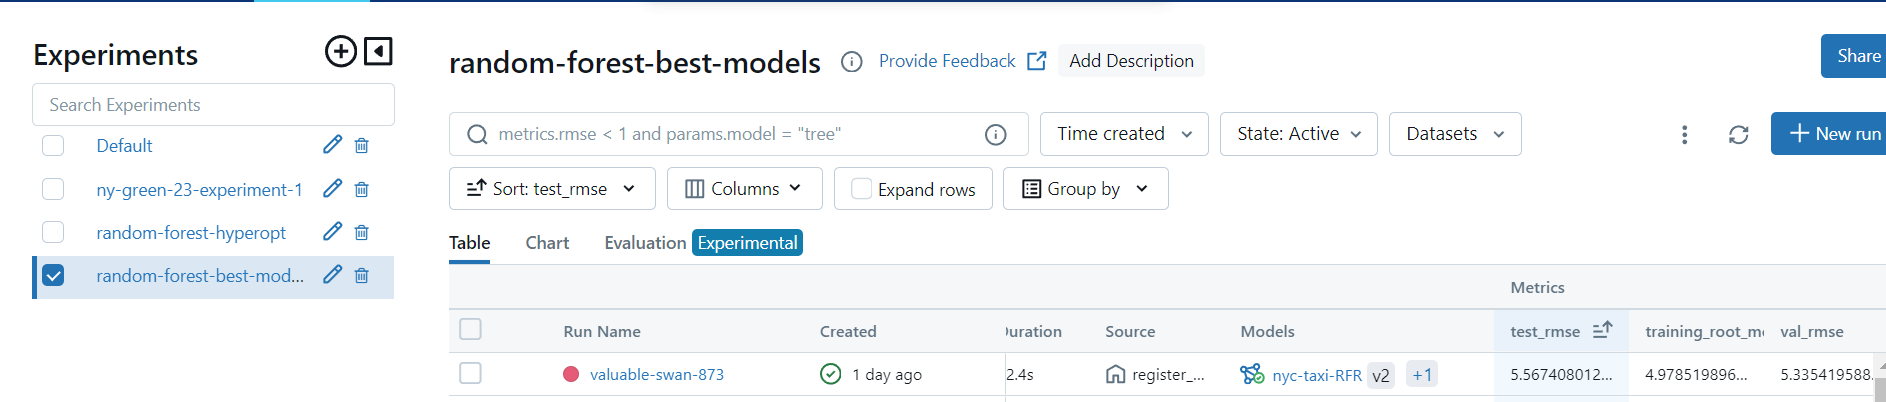 Experiments
Search Experiments
Default
ny-green-23-experiment-1
random-forest-hyperopt
random-forest-best-mod...
random-forest-best-models
Provide Feedback
Add Description
Share
metrics.rmse < 1 and params.model = "tree"
Time created
State: Active
Datasets
New run
Sort: test_rmse
Columns
Expand rows
Group by
Table
Chart
Evaluation
Experimental
Metrics
Run Name
Created
Duration
Source
Models
test_rmse
training_root_m
val_rmse
valuable-swan-873
1 day ago
2.4s
register_...
nyc-taxi-RFR
v2
+1
5.567408012...
4.978519896...
5.335419588.